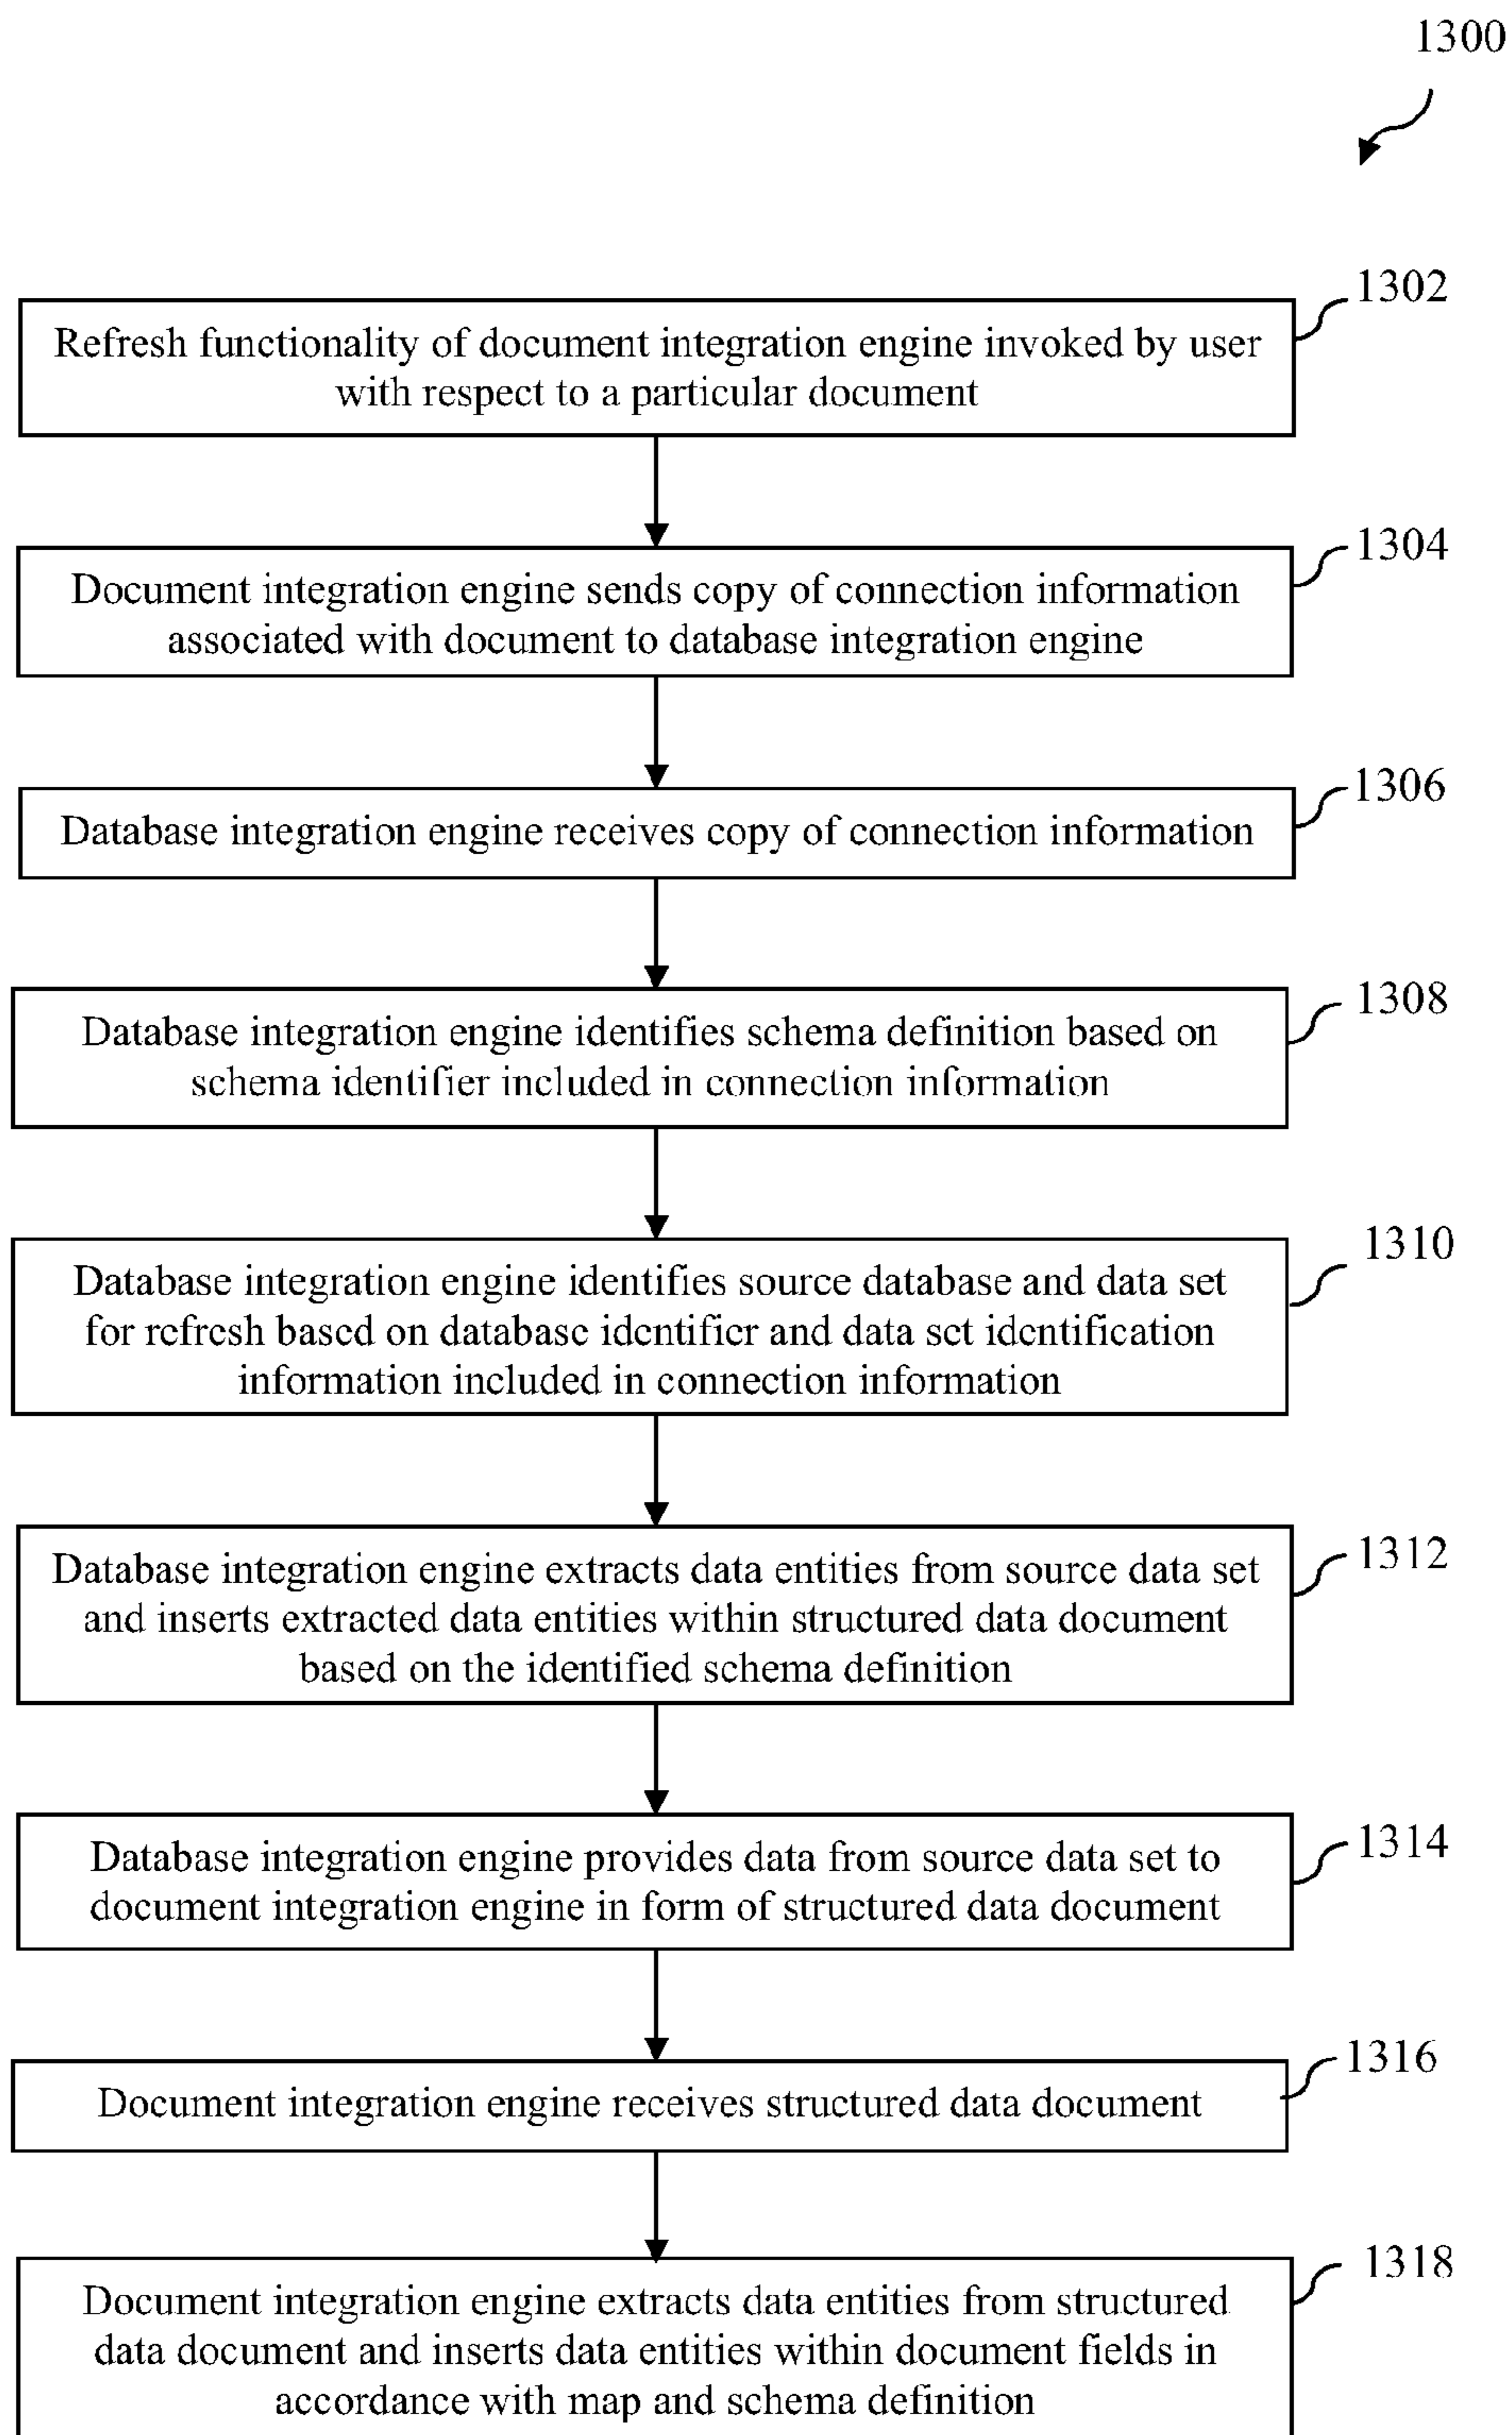 1300
1302
Refresh functionality of document integration engine invoked by user
with respect to a particular document
1304
Document integration engine sends copy of connection information
associated with document to database integration engine
1306
Database integration engine receives copy of connection information
1308
Database integration engine identifies schema definition based on
schema identifier included in connection information
1310
Database integration engine identifies source database and data set
for refresh based on database identifier and data set identification
information included in connection information
1312
Database integration engine extracts data entities from source data set
and inserts extracted data entities within structured data document
based on the identified schema definition
1314
Database integration engine provides data from source data set to
document integration engine in form of structured data document
1316
Document integration engine receives structured data document
1318
Document integration engine extracts data entities from structured
data document and inserts data entities within document fields in
accordance with map and schema definition